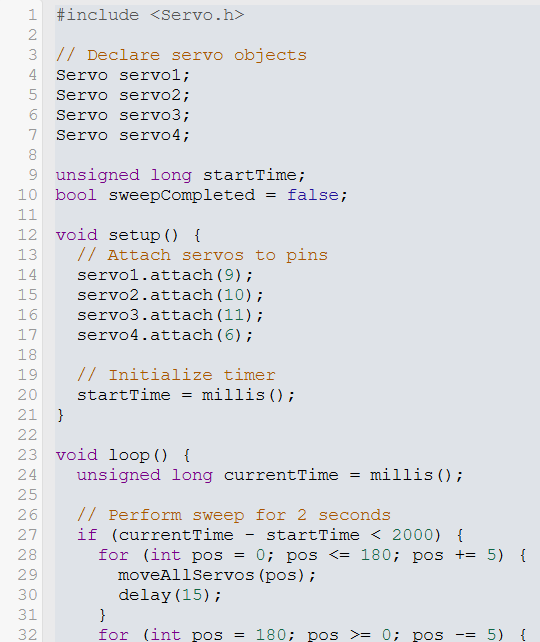 1 #include <Servo.h>
2
3 // Declare servo objects
4 Servo servo1;
5 Servo servo2;
6 Servo servo3;
7 Servo servo4;
8
9 unsigned long startTime;
10 bool sweepCompleted = false;
11
12 void setup() {
13   // Attach servos to pins
14   servo1.attach(9);
15   servo2.attach(10);
16   servo3.attach(11);
17   servo4.attach(6);
18
19   // Initialize timer
20   startTime = millis();
21 }
22
23 void loop() {
24   unsigned long currentTime = millis();
25
26   // Perform sweep for 2 seconds
27   if (currentTime - startTime < 2000) {
28     for (int pos = 0; pos <= 180; pos += 5) {
29       moveAllServos(pos);
30       delay(15);
31     }
32     for (int pos = 180; pos >= 0; pos -= 5) {